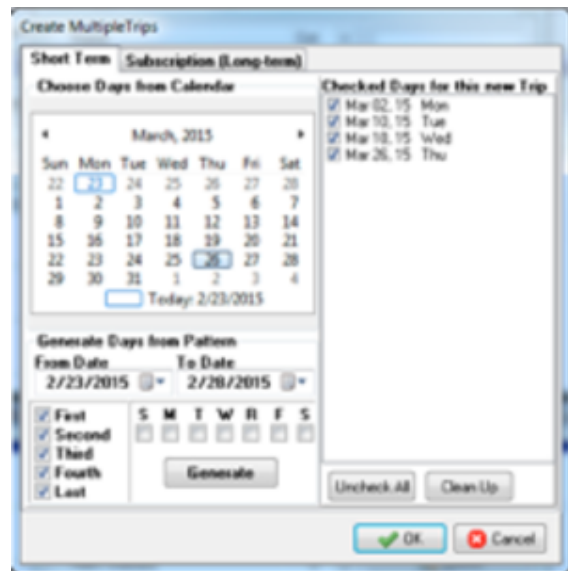 Create MultipleTrips
Short Term Subscription (Long-term)
Choose Days from Calendar
March, 2015
Sun Mon Tue Wed Thu Fri Sat
22 23 24 25 26 27 28
1 2 3 4 5 6 7
8 9 10 11 12 13 14
15 16 17 18 19 20 21
22 23 24 25 26 27 28
29 30 31 1 2 3 4
Today: 2/23/2015
Checked Days for this new Trip
Mar 02, 15 Mon
Mar 10, 15 Tue
Mar 18, 15 Wed
Mar 26, 15 Thu
Generate Days from Pattern
From Date To Date
2/23/2015 2/28/2015
First
Second
Third
Fourth
Last
S M T W R F S
Generate
Uncheck All Clean Up
OK Cancel